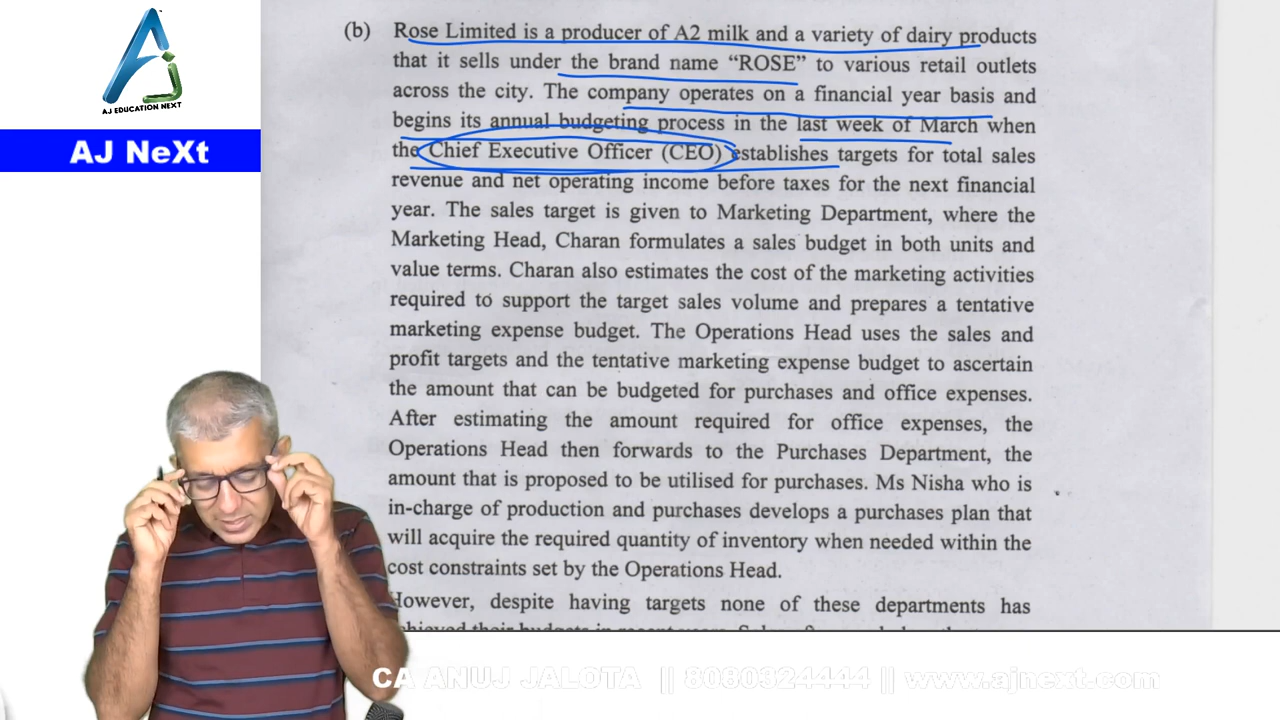 AJ EDUCATION NEXT
AJ NeXt
(b) Rose Limited is a producer of A2 milk and a variety of dairy products
that it sells under the brand name “ROSE” to various retail outlets
across the city. The company operates on a financial year basis and
begins its annual budgeting process in the last week of March when
the Chief Executive Officer (CEO) establishes targets for total sales
revenue and net operating income before taxes for the next financial
year. The sales target is given to Marketing Department, where the
Marketing Head, Charan formulates a sales budget in both units and
value terms. Charan also estimates the cost of the marketing activities
required to support the target sales volume and prepares a tentative
marketing expense budget. The Operations Head uses the sales and
profit targets and the tentative marketing expense budget to ascertain
the amount that can be budgeted for purchases and office expenses.
After estimating the amount required for office expenses, the
Operations Head then forwards to the Purchases Department, the
amount that is proposed to be utilised for purchases. Ms Nisha who is
in-charge of production and purchases develops a purchases plan that
will acquire the required quantity of inventory when needed within the
cost constraints set by the Operations Head.
However, despite having targets none of these departments has
CA ANUJ JALOTA || 8080924444 || www.ajnext.com